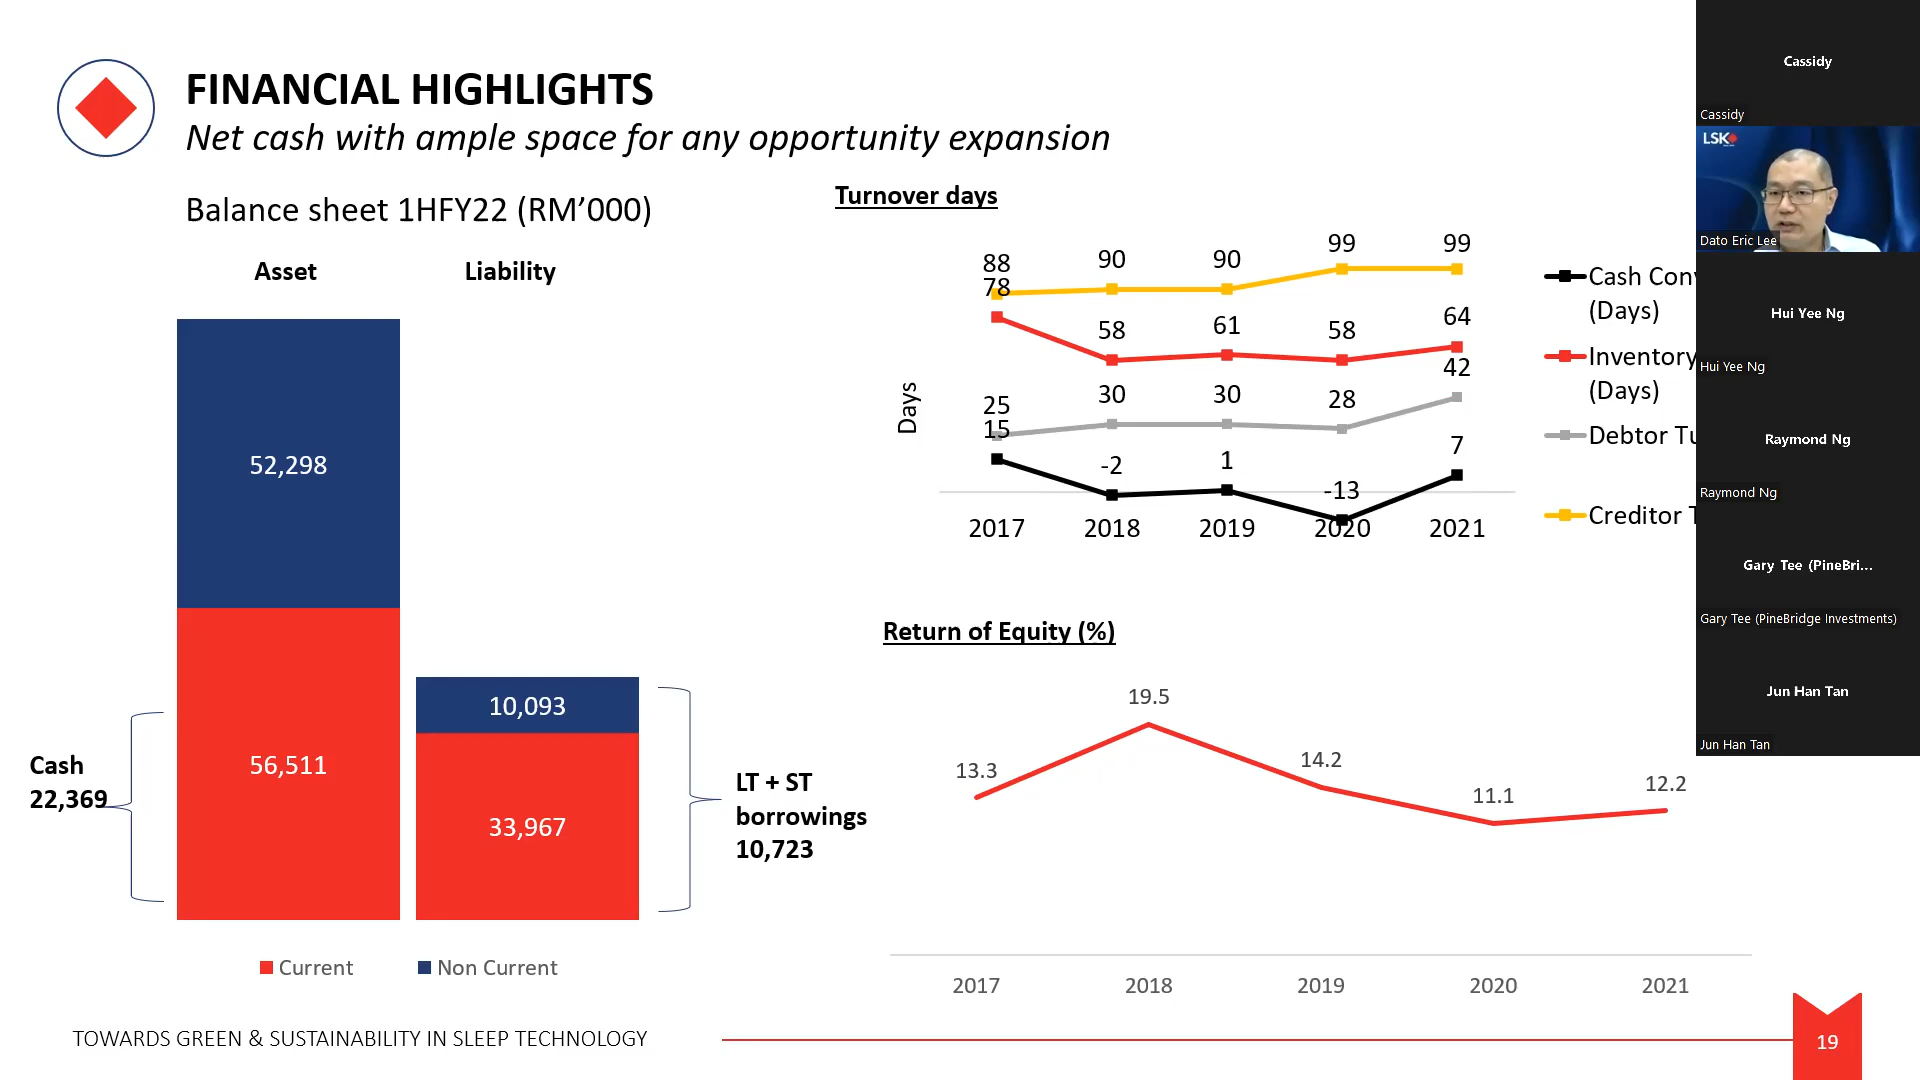 FINANCIAL HIGHLIGHTS
Net cash with ample space for any opportunity expansion
Balance sheet 1HFY22 (RM’000)
Asset
Liability
52,298
56,511
10,093
33,967
Cash
22,369
LT + ST
borrowings
10,723
Current
Non Current
Turnover days
Days
88
90
90
99
99
78
58
61
58
64
25
30
30
28
42
15
-2
1
-13
7
2017
2018
2019
2020
2021
Cash Con
(Days)
Inventory
(Days)
Debtor Tu
Creditor T
Return of Equity (%)
13.3
19.5
14.2
11.1
12.2
2017
2018
2019
2020
2021
TOWARDS GREEN & SUSTAINABILITY IN SLEEP TECHNOLOGY
19
Cassidy
Cassidy
LSK
Dato Eric Lee
Hui Yee Ng
Hui Yee Ng
Raymond Ng
Raymond Ng
Gary Tee (PineBri...
Gary Tee (PineBridge Investments)
Jun Han Tan
Jun Han Tan